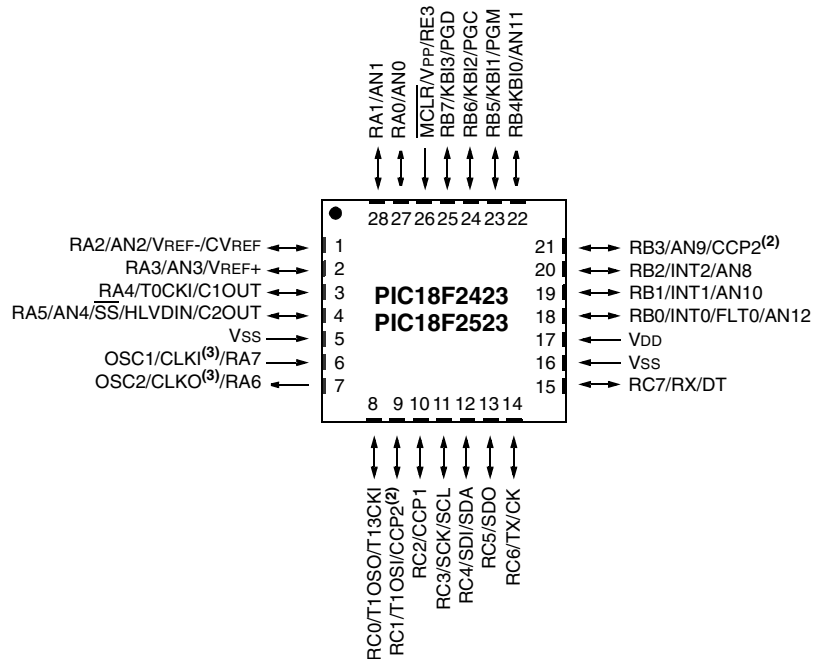 RA1/AN1
RA0/AN0
MCLR/VPP/RE3
RB7/KBI3/PGD
RB6/KBI2/PGC
RB5/KBI1/PGM
RB4KBI0/AN11
28 27 26 25 24 23 22
RA2/AN2/VREF-/CVREF 1
RA3/AN3/VREF+ 2
RA4/T0CKI/C1OUT 3
RA5/AN4/SS/HLVDIN/C2OUT 4
VSS 5
OSC1/CLKI(3)/RA7 6
OSC2/CLKO(3)/RA6 7
PIC18F2423
PIC18F2523
21 RB3/AN9/CCP2(2)
20 RB2/INT2/AN8
19 RB1/INT1/AN10
18 RB0/INT0/FLT0/AN12
17 VDD
16 VSS
15 RC7/RX/DT
8 9 10 11 12 13 14
RC0/T1OSO/T13CKI
RC1/T1OSI/CCP2(2)
RC2/CCP1
RC3/SCK/SCL
RC4/SDI/SDA
RC5/SDO
RC6/TX/CK